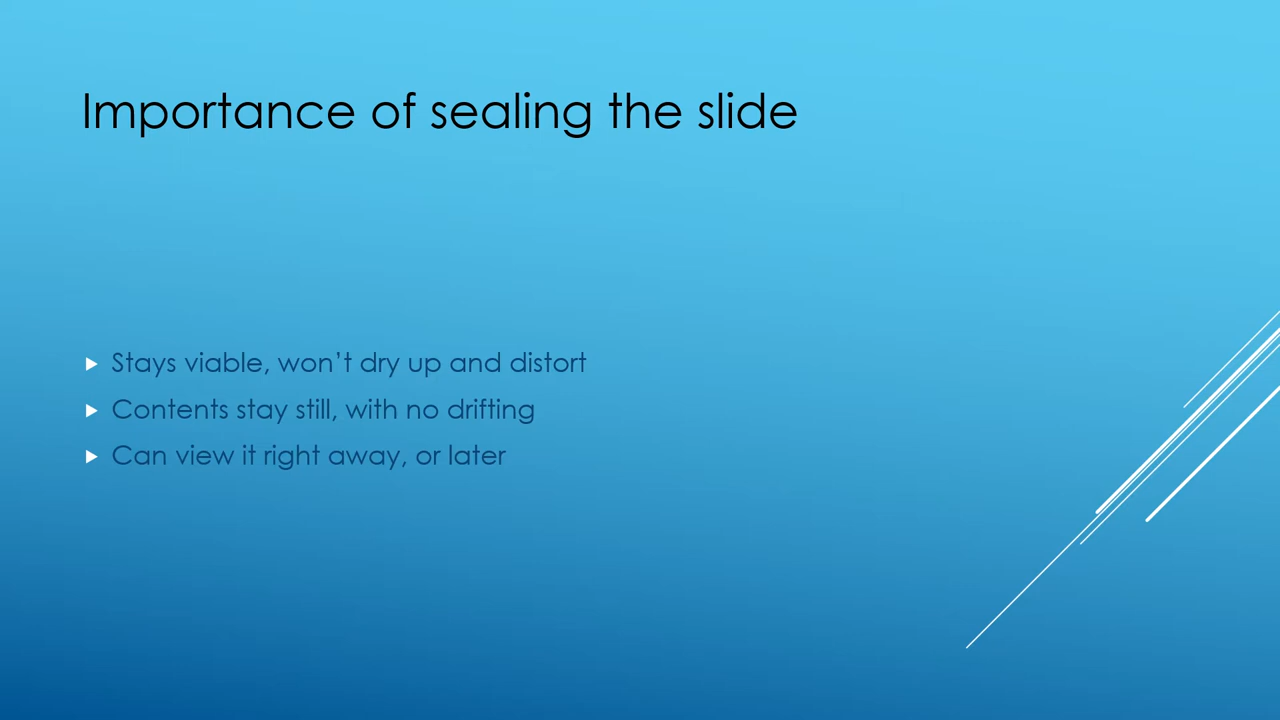 Importance of sealing the slide
Stays viable, won’t dry up and distort
Contents stay still, with no drifting
Can view it right away, or later